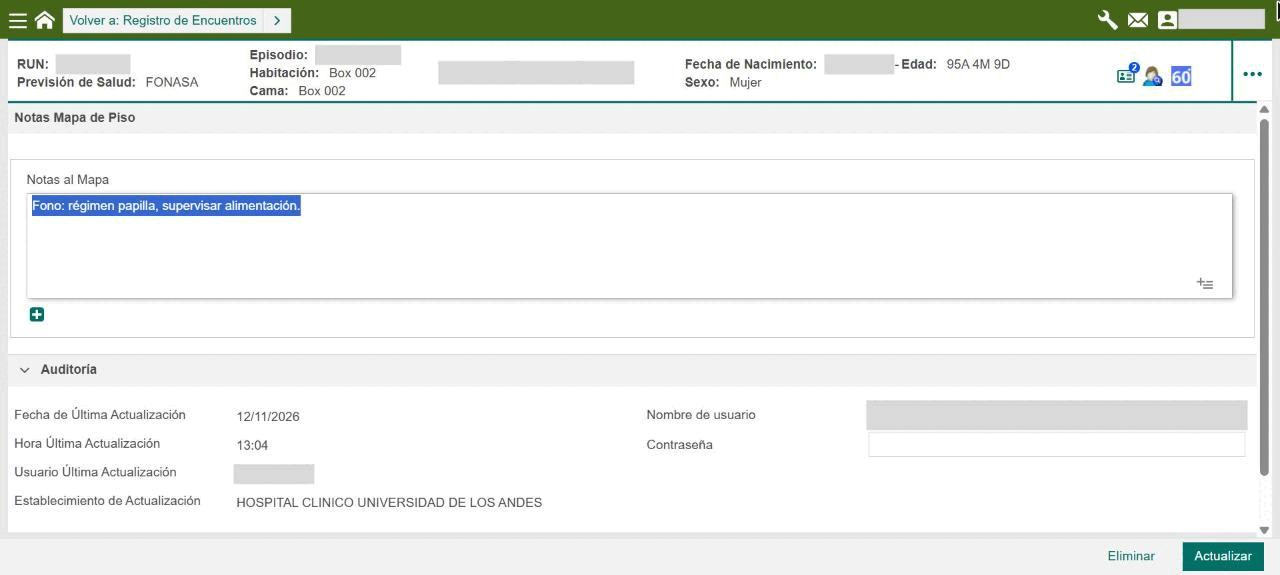 Volver a: Registro de Encuentros
RUN:
Previsión de Salud: FONASA
Episodio:
Habitación: Box 002
Cama: Box 002
Fecha de Nacimiento: - Edad: 95A 4M 9D
Sexo: Mujer
2
60
Notas Mapa de Piso
Notas al Mapa
Fono: régimen papilla, supervisar alimentación.
Auditoría
Fecha de Última Actualización 12/11/2026
Hora Última Actualización 13:04
Usuario Última Actualización
Establecimiento de Actualización HOSPITAL CLINICO UNIVERSIDAD DE LOS ANDES
Nombre de usuario
Contraseña
Eliminar
Actualizar